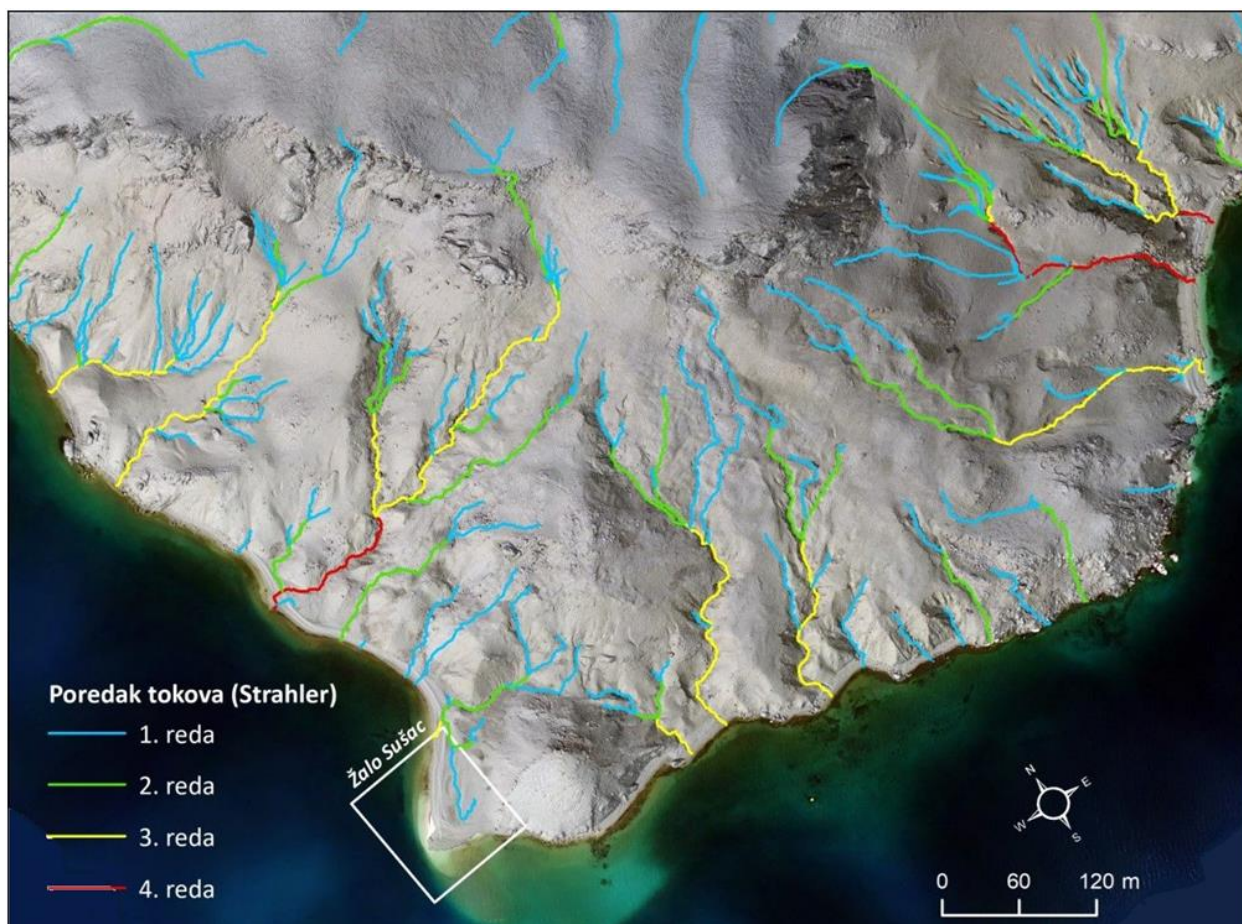 Poredak tokova (Strahler)
1. reda
2. reda
3. reda
4. reda
Žalo Sušac
N
E
W
S
0 60 120 m